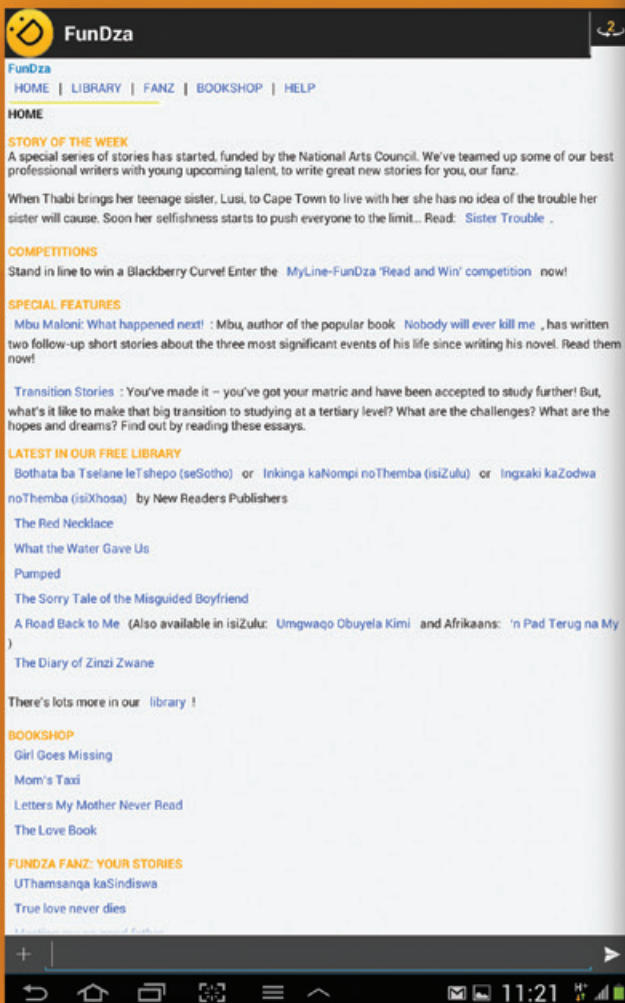 FunDza
2
FunDza
HOME | LIBRARY | FANZ | BOOKSHOP | HELP
HOME
STORY OF THE WEEK
A special series of stories has started, funded by the National Arts Council. We've teamed up some of our best
professional writers with young upcoming talent, to write great new stories for you, our fanz.
When Thabi brings her teenage sister, Lusi, to Cape Town to live with her she has no idea of the trouble her
sister will cause. Soon her selfishness starts to push everyone to the limit... Read: Sister Trouble .
COMPETITIONS
Stand in line to win a Blackberry Curve! Enter the MyLine-FunDza 'Read and Win' competition now!
SPECIAL FEATURES
Mbu Maloni: What happened next! : Mbu, author of the popular book Nobody will ever kill me , has written
two follow-up short stories about the three most significant events of his life since writing his novel. Read them
now!
Transition Stories : You've made it – you've got your matric and have been accepted to study further! But,
what's it like to make that big transition to studying at a tertiary level? What are the challenges? What are the
hopes and dreams? Find out by reading these essays.
LATEST IN OUR FREE LIBRARY
Bothata ba Tselane leTshepo (seSotho) or Inkinga kaNompi noThemba (isiZulu) or Ingxaki kaZodwa
noThemba (isiXhosa) by New Readers Publishers
The Red Necklace
What the Water Gave Us
Pumped
The Sorry Tale of the Misguided Boyfriend
A Road Back to Me (Also available in isiZulu: Umgwaqo Obuyela Kimi and Afrikaans: 'n Pad Terug na My
)
The Diary of Zinzi Zwane
There's lots more in our library !
BOOKSHOP
Girl Goes Missing
Mom's Taxi
Letters My Mother Never Read
The Love Book
FUNDZA FANZ: YOUR STORIES
UThamsanqa kaSindiswa
True love never dies
11:21 H+